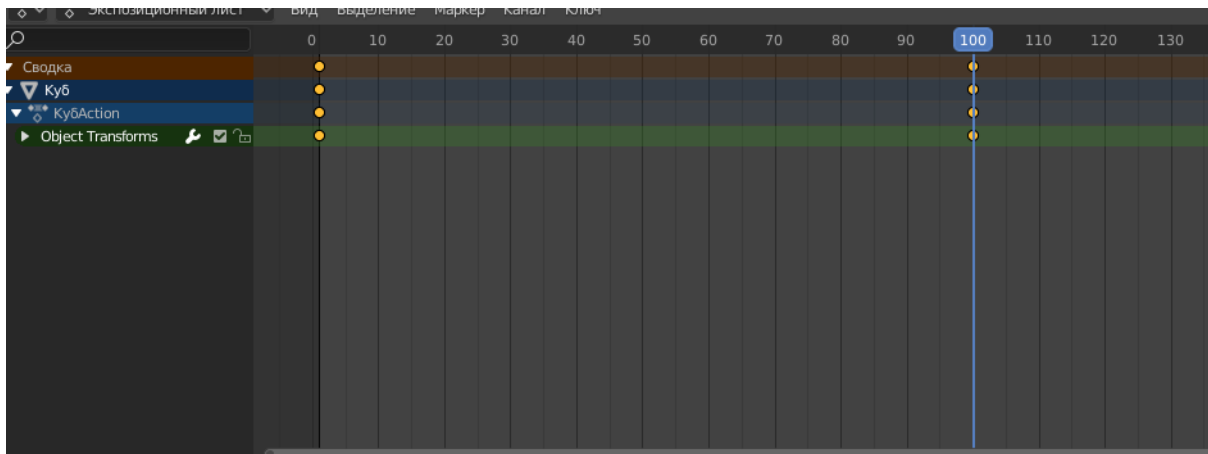 Экспозиционный лист Вид Выделение Маркер Канал Ключ
0 10 20 30 40 50 60 70 80 90 100 110 120 130
Сводка
Куб
КубAction
Object Transforms